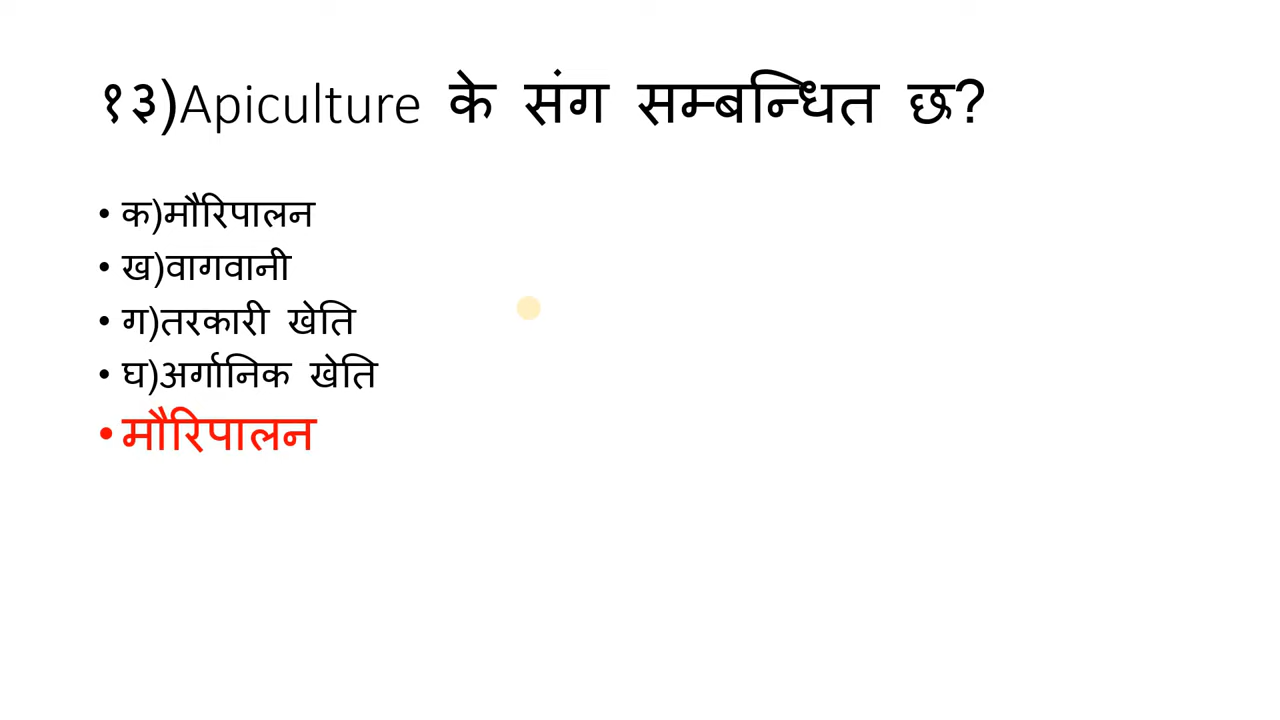 १३)Apiculture के संग सम्बन्धित छ?
• क)मौरिपालन
• ख)वागवानी
• ग)तरकारी खेति
• घ)अर्गानिक खेति
• मौरिपालन